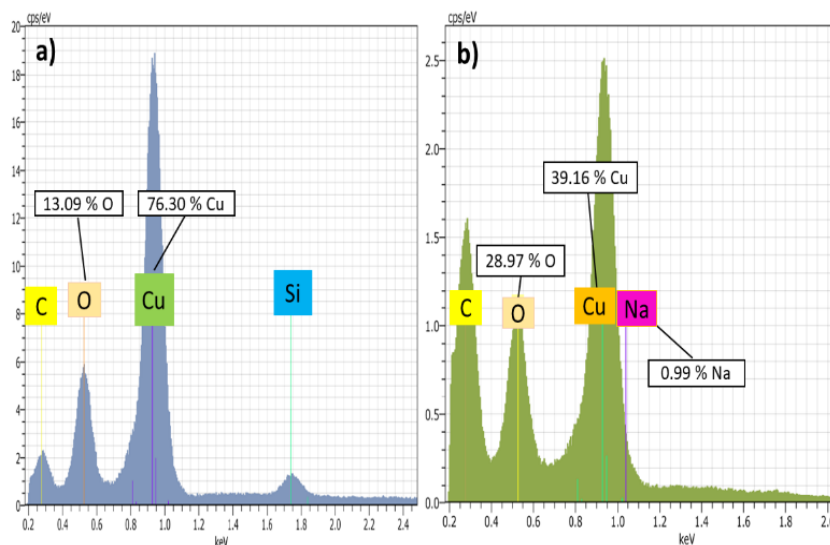 cps/eV
a)
20
18
16
14
12
10
8
6
4
2
0
13.09 % O
76.30 % Cu
C
O
Cu
Si
0.2 0.4 0.6 0.8 1.0 1.2 1.4 1.6 1.8 2.0 2.2 2.4
keV
cps/eV
b)
2.5
2.0
1.5
1.0
0.5
0.0
39.16 % Cu
28.97 % O
C
O
Cu
Na
0.99 % Na
0.2 0.4 0.6 0.8 1.0 1.2 1.4 1.6 1.8 2.0
keV